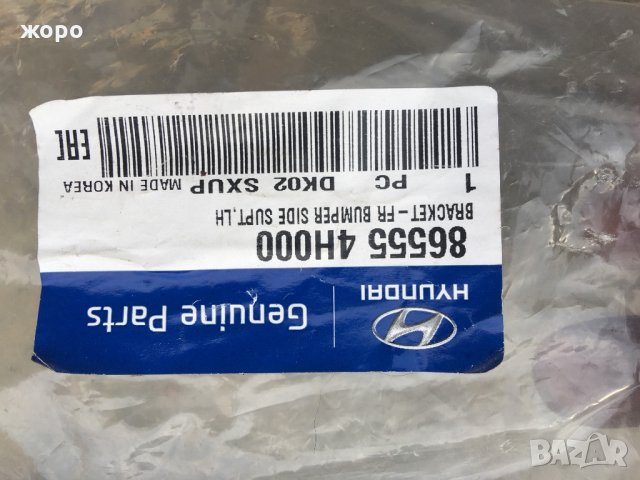 жоро
HYUNDAI
Genuine Parts
86555 4H000
BRACKET-FR BUMPER SIDE SUPT,LH
1 PC DK02 SXUP MADE IN KOREA
EAC
BAZAR